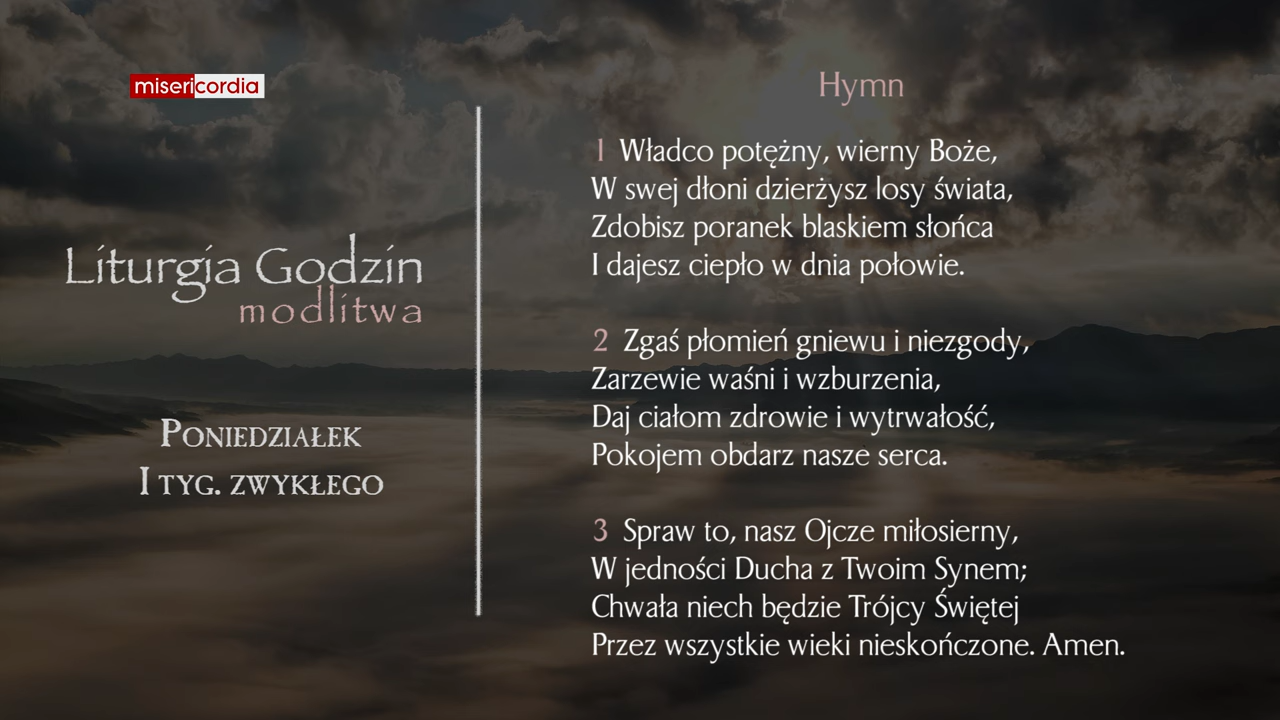 misericordia
Liturgia Godzin
modlitwa
Poniedziałek
I tyg. zwykłego
Hymn
1 Władco potężny, wierny Boże,
W swej dłoni dzierżysz losy świata,
Zdobisz poranek blaskiem słońca
I dajesz ciepło w dnia połowie.
2 Zgaś płomień gniewu i niezgody,
Zarzewie waśni i wzburzenia,
Daj ciałom zdrowie i wytrwałość,
Pokojem obdarz nasze serca.
3 Spraw to, nasz Ojcze miłosierny,
W jedności Ducha z Twoim Synem;
Chwała niech będzie Trójcy Świętej
Przez wszystkie wieki nieskończone. Amen.